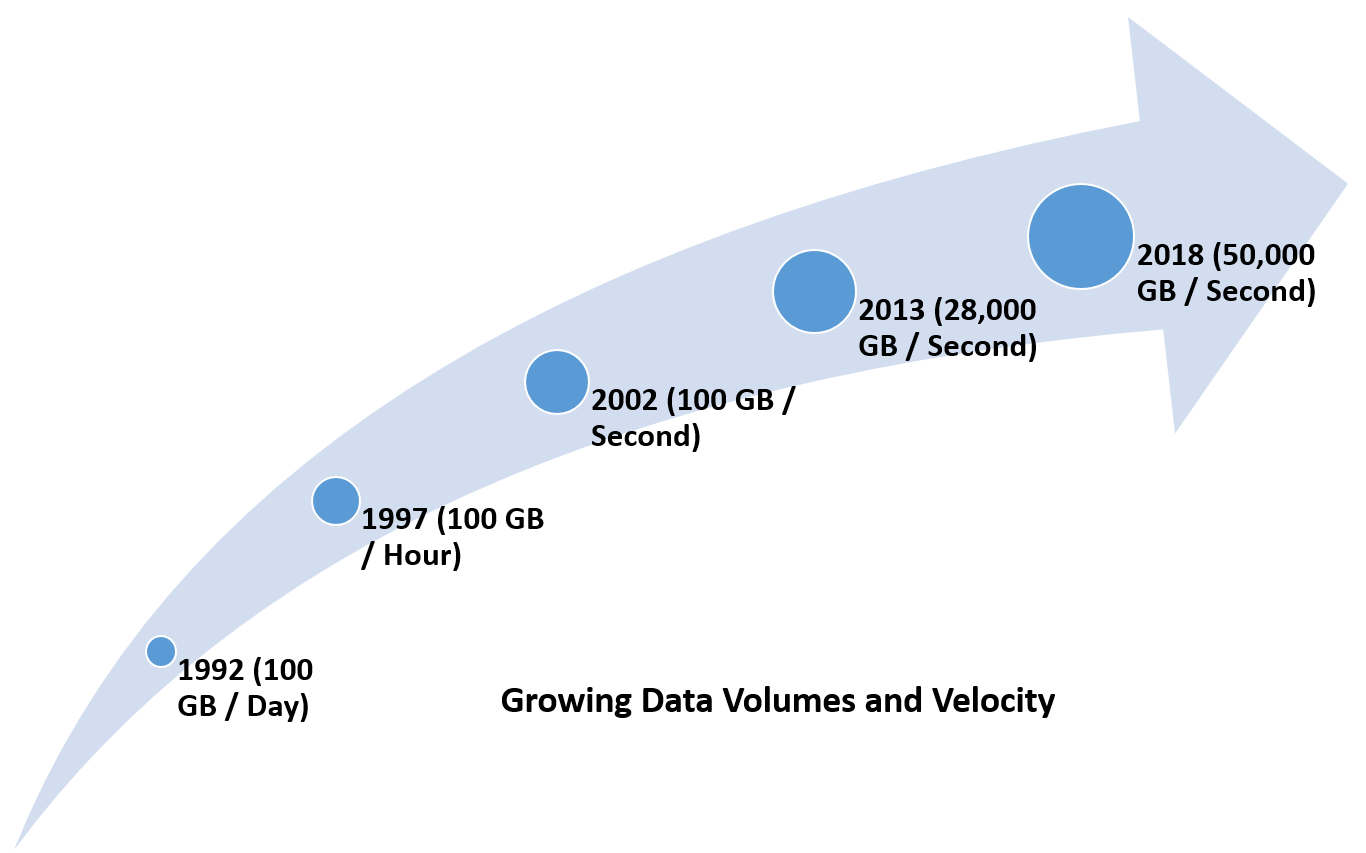 2018 (50,000
GB / Second)
2013 (28,000
GB / Second)
2002 (100 GB /
Second)
1997 (100 GB
/ Hour)
1992 (100
GB / Day)
Growing Data Volumes and Velocity